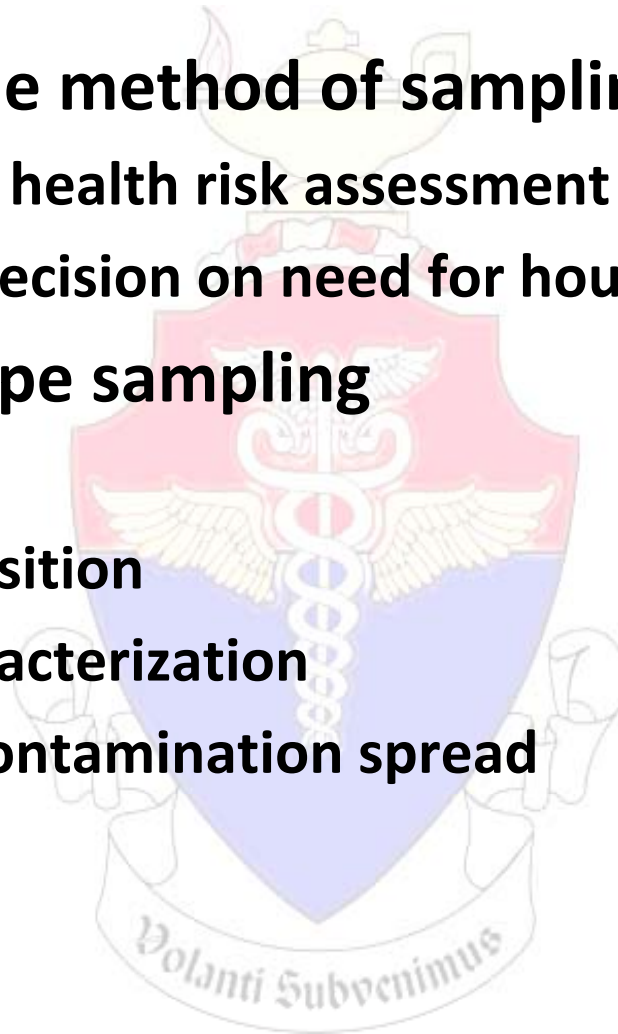 e method of samplin
health risk assessment
ecision on need for hou
pe sampling
sition
acterization
ontamination spread
Volanti Subvenimus